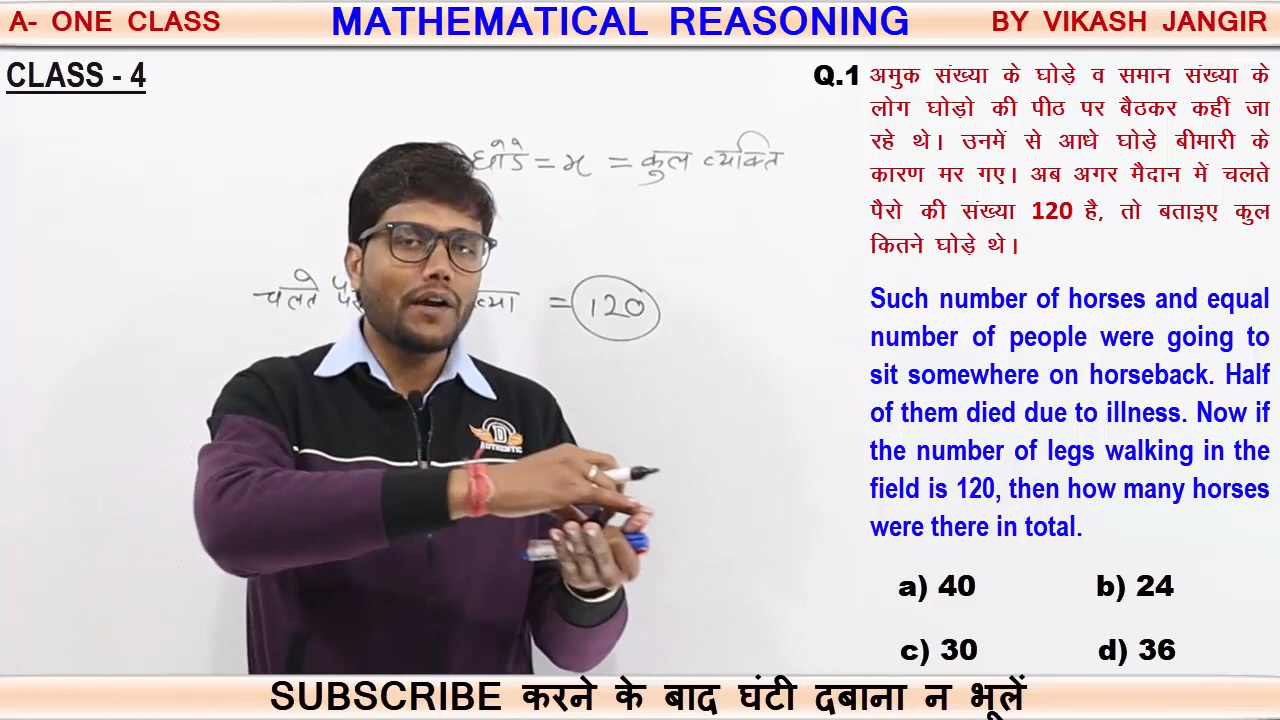 A- ONE CLASS MATHEMATICAL REASONING BY VIKASH JANGIR
CLASS - 4
घोडे = x = कुल व्यक्ति
चलते = 120
AUTHENTIC
Q.1 अमुक संख्या के घोड़े व समान संख्या के
लोग घोड़ो की पीठ पर बैठकर कहीं जा
रहे थे। उनमें से आधे घोड़े बीमारी के
कारण मर गए। अब अगर मैदान में चलते
पैरो की संख्या 120 है, तो बताइए कुल
कितने घोड़े थे।
Such number of horses and equal
number of people were going to
sit somewhere on horseback. Half
of them died due to illness. Now if
the number of legs walking in the
field is 120, then how many horses
were there in total.
a) 40 b) 24
c) 30 d) 36
SUBSCRIBE करने के बाद घंटी दबाना न भूलें